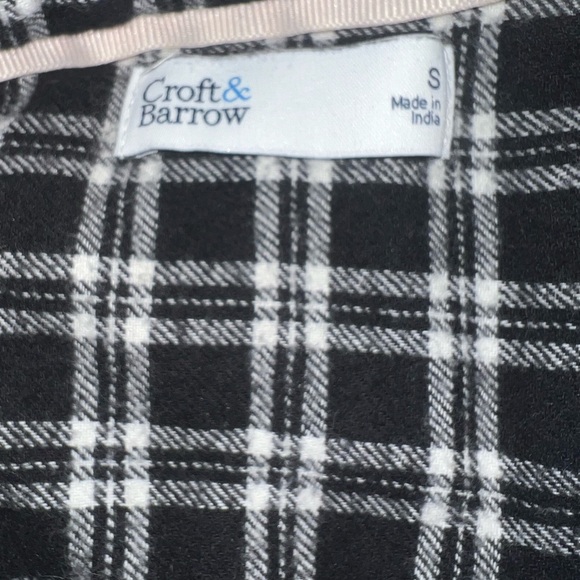 Croft&
Barrow
S
Made in
India